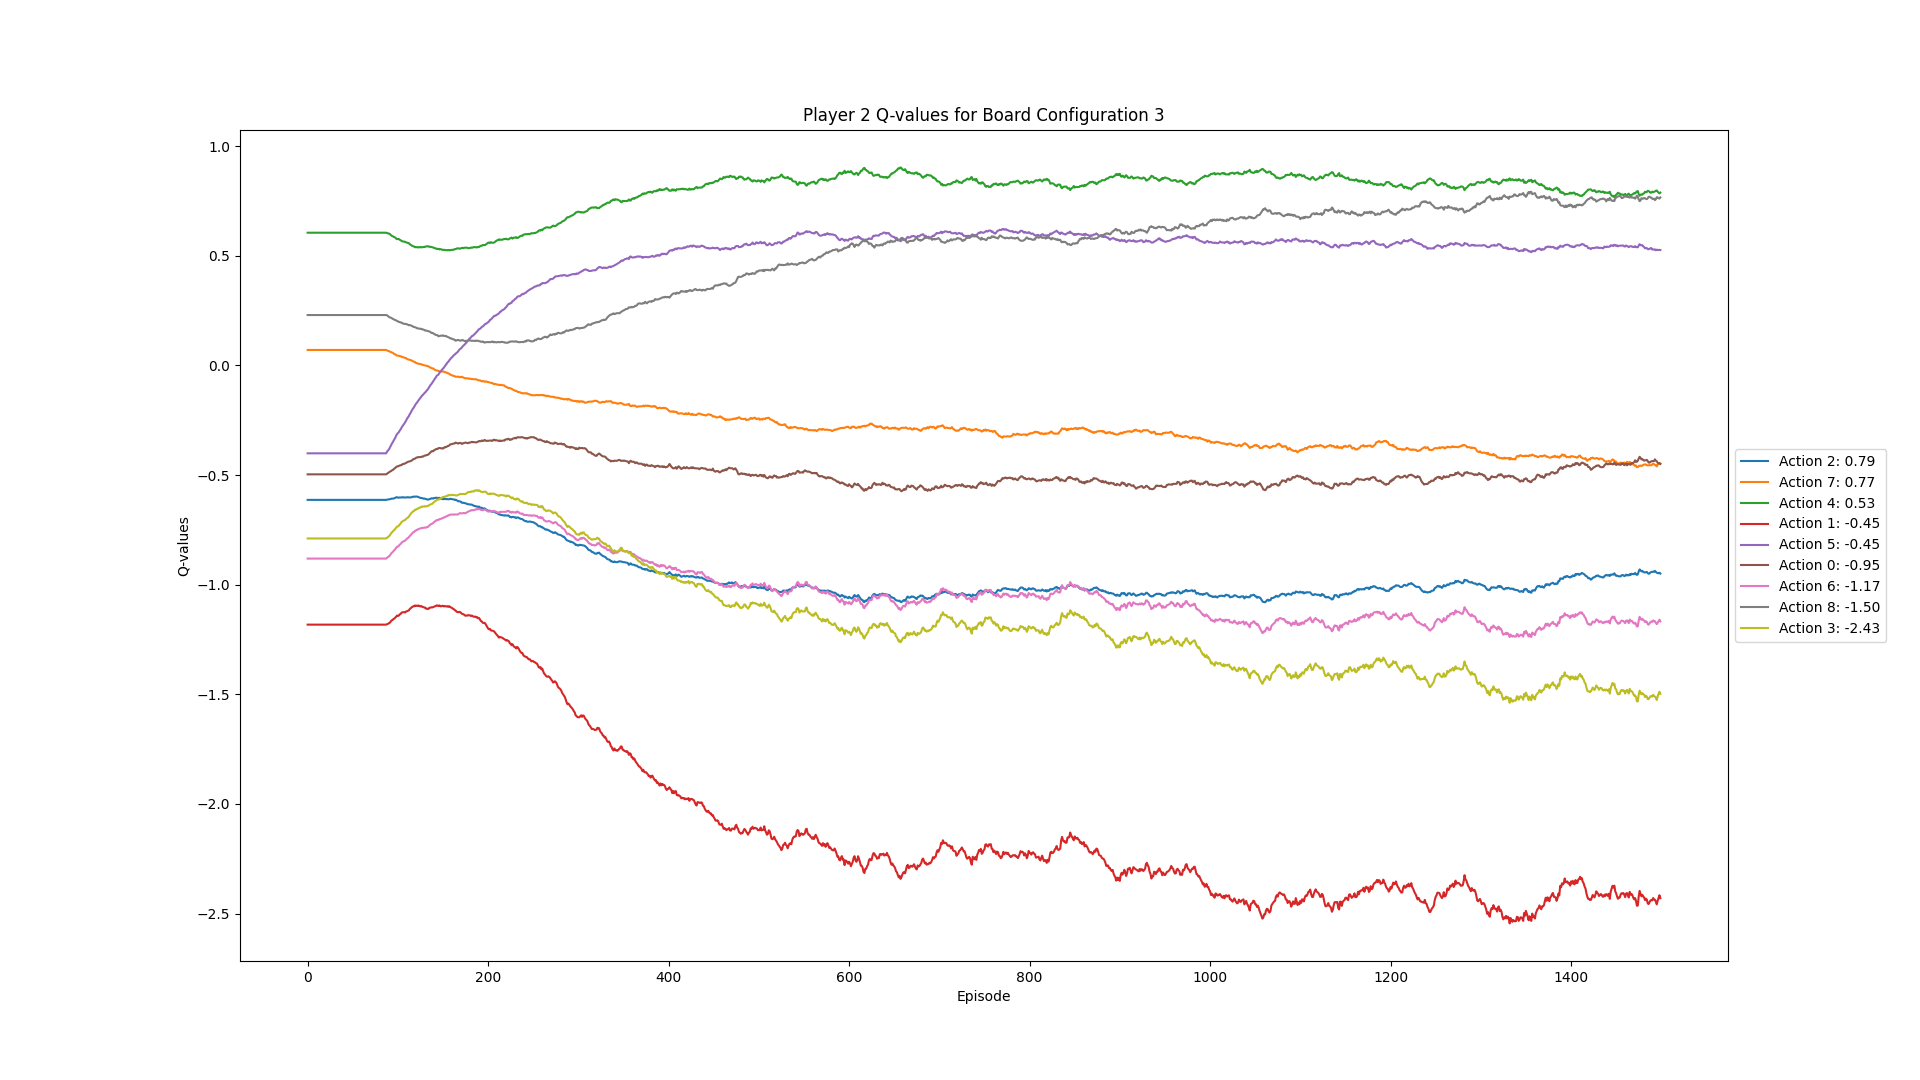 Player 2 Q-values for Board Configuration 3
1.0
0.5
0.0
−0.5
−1.0
−1.5
−2.0
−2.5
Q-values
0 200 400 600 800 1000 1200 1400
Episode
Action 2: 0.79
Action 7: 0.77
Action 4: 0.53
Action 1: -0.45
Action 5: -0.45
Action 0: -0.95
Action 6: -1.17
Action 8: -1.50
Action 3: -2.43